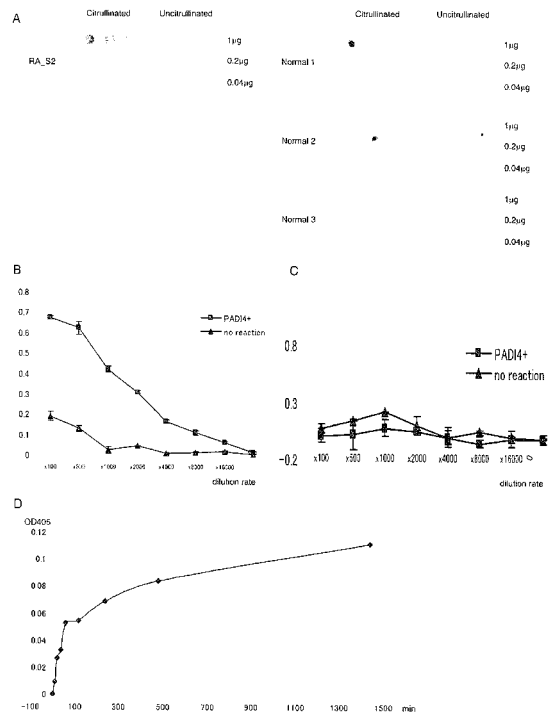 A
Citrullinated Uncitrullinated
RA_S2
1μg
0.2μg
0.04μg
Citrullinated Uncitrullinated
Normal 1
1μg
0.2μg
0.04μg
Normal 2
1μg
0.2μg
0.04μg
Normal 3
1μg
0.2μg
0.04μg
B
0.8
0.7
0.6
0.5
0.4
0.3
0.2
0.1
0
PADI4+
no reaction
x100 x500 x1000 x2000 x4000 x8000 x16000
dilution rate
C
0.8
0.3
-0.2
PADI4+
no reaction
x100 x500 x1000 x2000 x4000 x8000 x16000 0
dilution rate
D
OD405
0.12
0.1
0.08
0.06
0.04
0.02
0
-100 100 300 500 700 900 1100 1300 1500 min